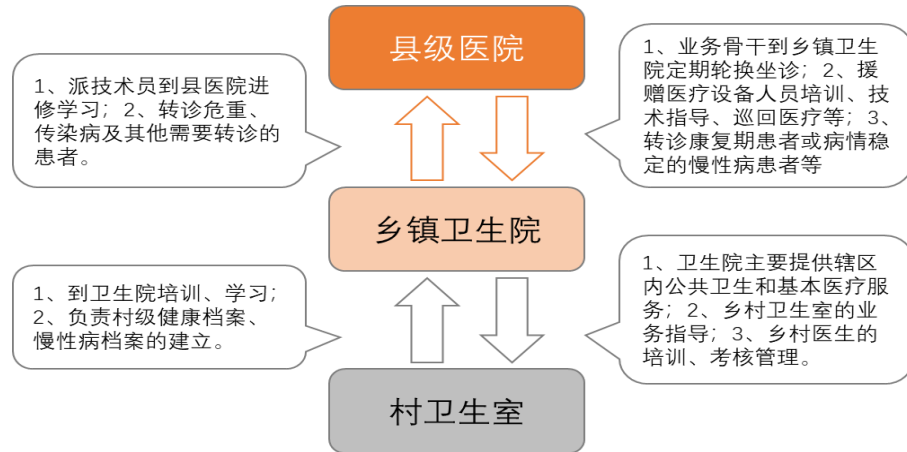 县级医院
1、派技术员到县医院进
修学习；2、转诊危重、
传染病及其他需要转诊的
患者。
1、业务骨干到乡镇卫生
院定期轮换坐诊；2、援
赠医疗设备人员培训、技
术指导、巡回医疗等；3、
转诊康复期患者或病情稳
定的慢性病患者等
乡镇卫生院
1、到卫生院培训、学习；
2、负责村级健康档案、
慢性病档案的建立。
1、卫生院主要提供辖区
内公共卫生和基本医疗服
务；2、乡村卫生室的业
务指导；3、乡村医生的
培训、考核管理。
村卫生室